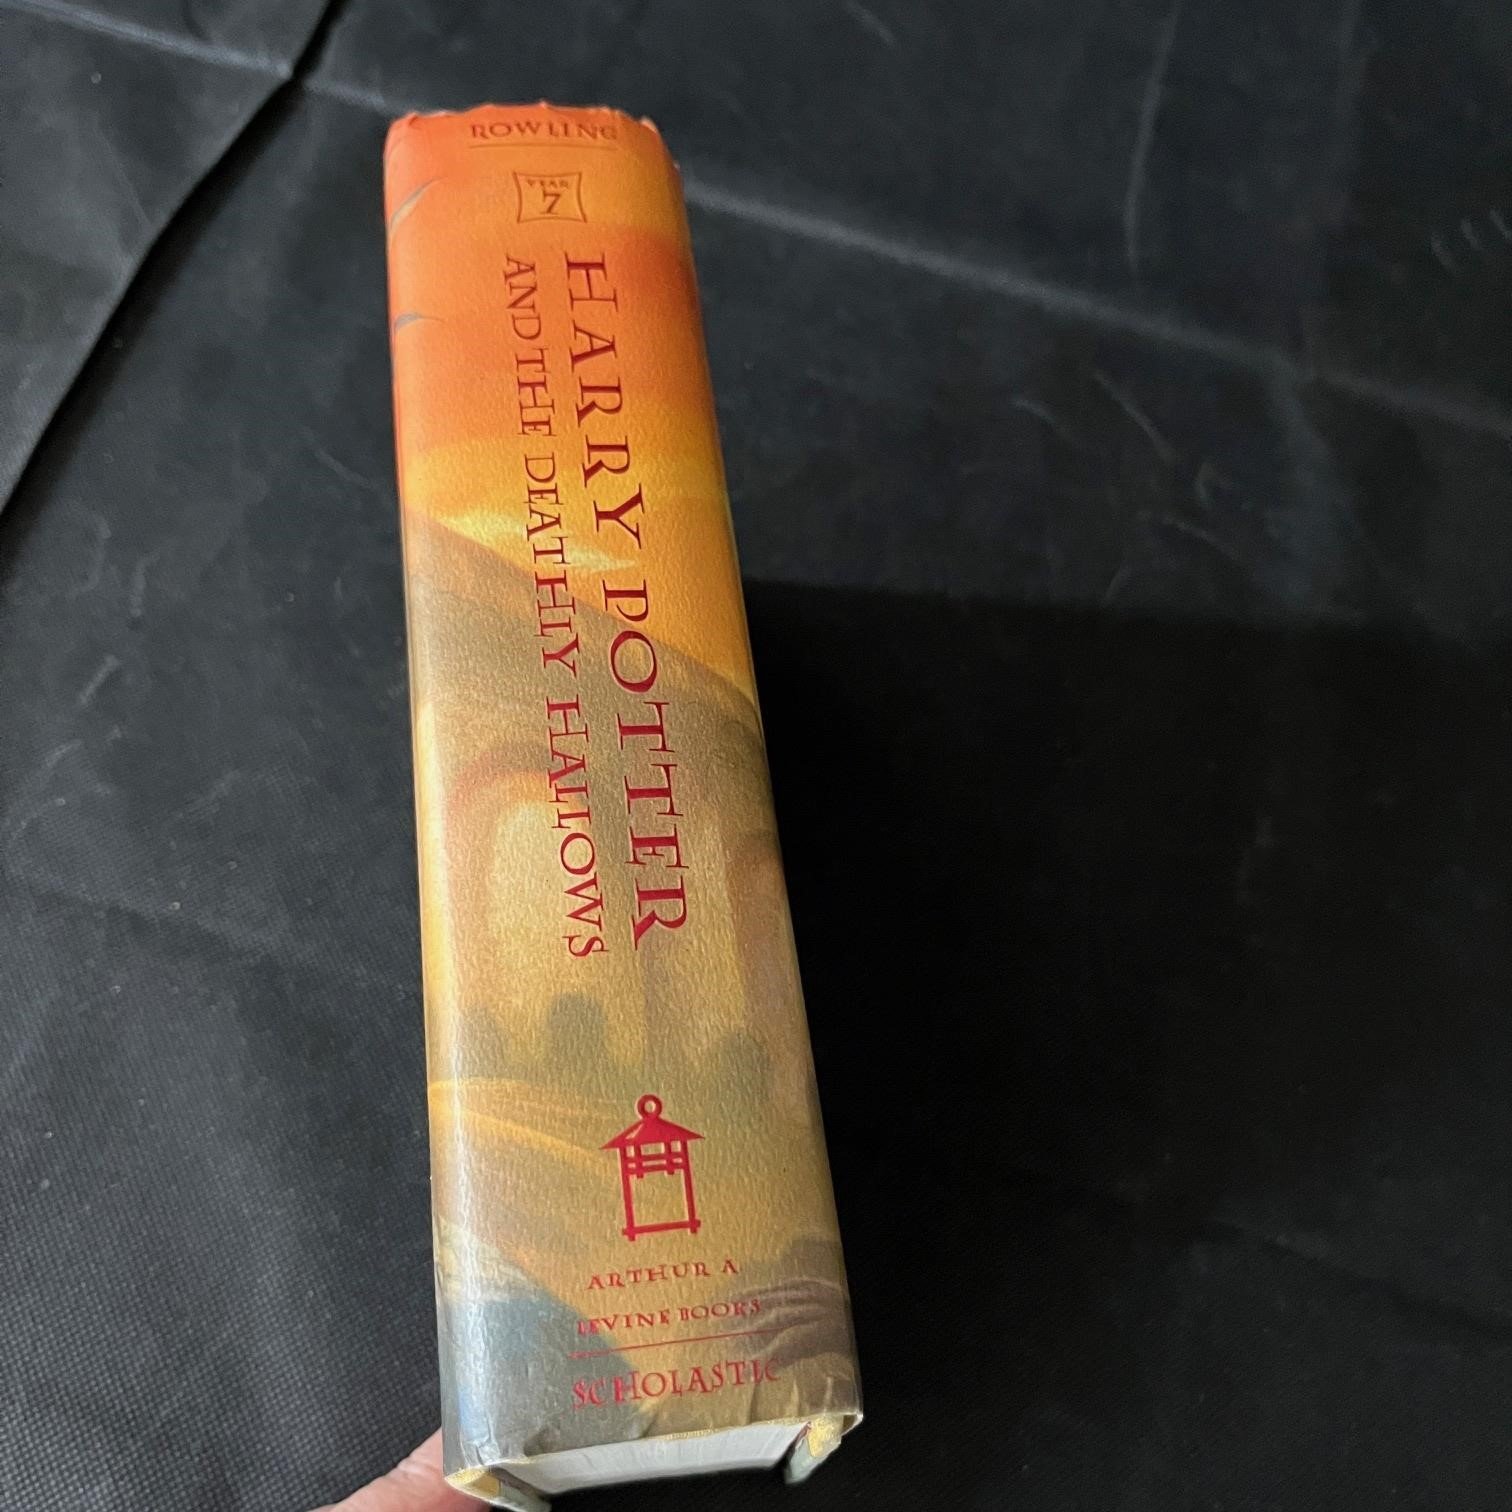 ROWLING
YEAR
7
HARRY POTTER
AND THE DEATHLY HALLOWS
ARTHUR A
LEVINE BOOKS
SCHOLASTIC